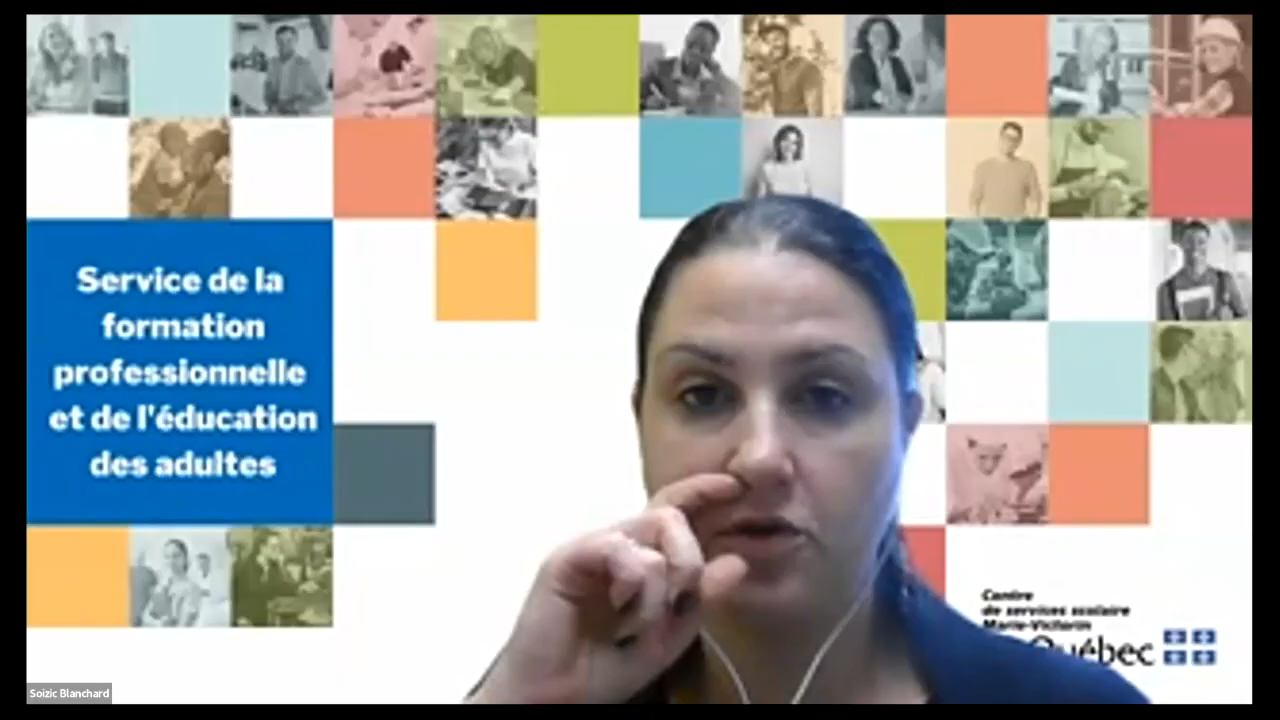 Service de la
formation
professionnelle
et de l'éducation
des adultes
Centre
de services scolaire
Marie-Victorin
Québec
Soizic Blanchard